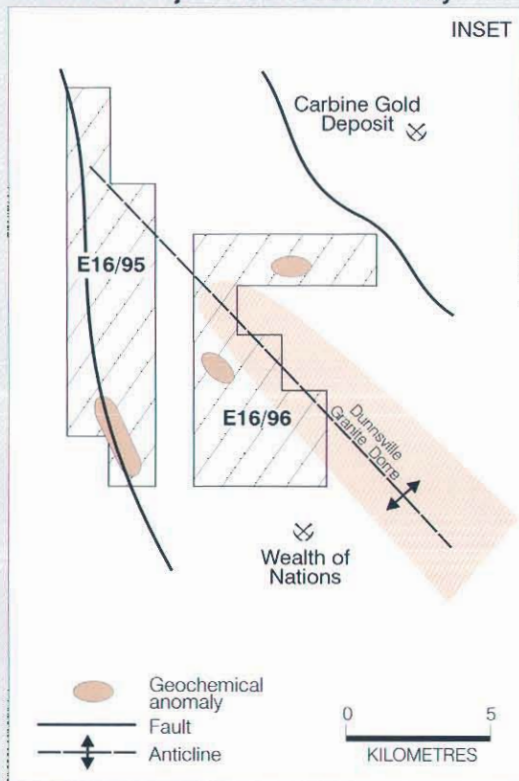 INSET
Carbine Gold
Deposit
E16/95
E16/96
Dunnsville
Granite Dome
Wealth of
Nations
Geochemical
anomaly
Fault
Anticline
0 5
KILOMETRES